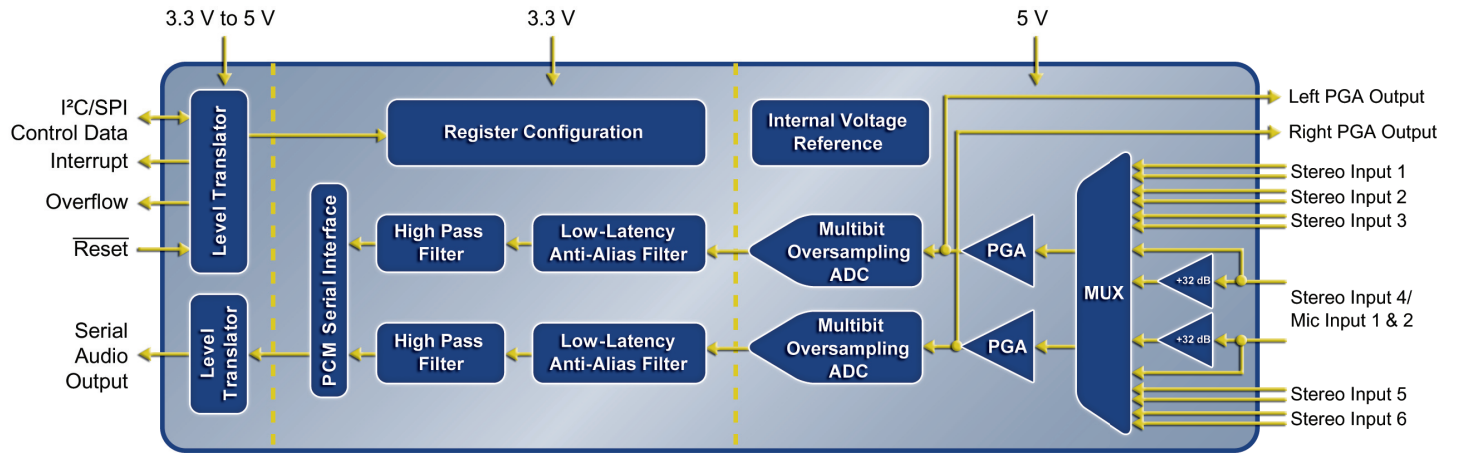 3.3 V to 5 V
3.3 V
5 V
I²C/SPI
Control Data
Interrupt
Overflow
Reset
Serial
Audio
Output
Level Translator
Level
Translator
Register Configuration
PCM Serial Interface
High Pass
Filter
Low-Latency
Anti-Alias Filter
High Pass
Filter
Low-Latency
Anti-Alias Filter
Internal Voltage
Reference
Multibit
Oversampling
ADC
PGA
Multibit
Oversampling
ADC
PGA
MUX
+32 dB
+32 dB
Left PGA Output
Right PGA Output
Stereo Input 1
Stereo Input 2
Stereo Input 3
Stereo Input 4/
Mic Input 1 & 2
Stereo Input 5
Stereo Input 6